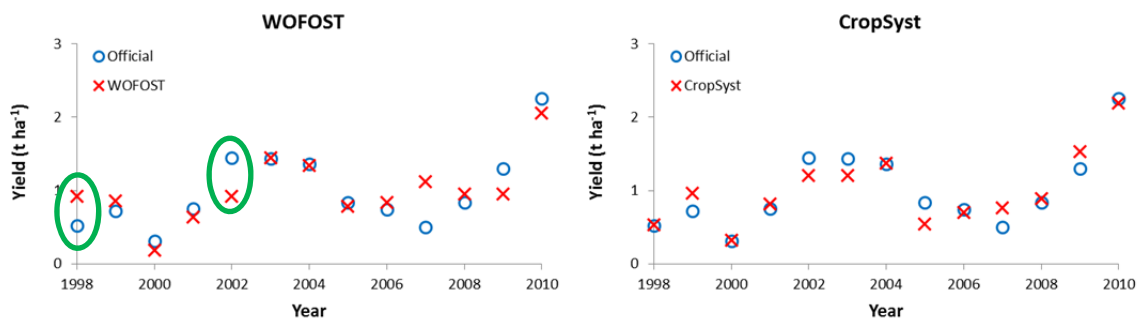 WOFOST
3
2
1
0
Yield (t ha⁻¹)
Official
WOFOST
1998 2000 2002 2004 2006 2008 2010
Year
CropSyst
3
2
1
0
Yield (t ha⁻¹)
Official
CropSyst
1998 2000 2002 2004 2006 2008 2010
Year